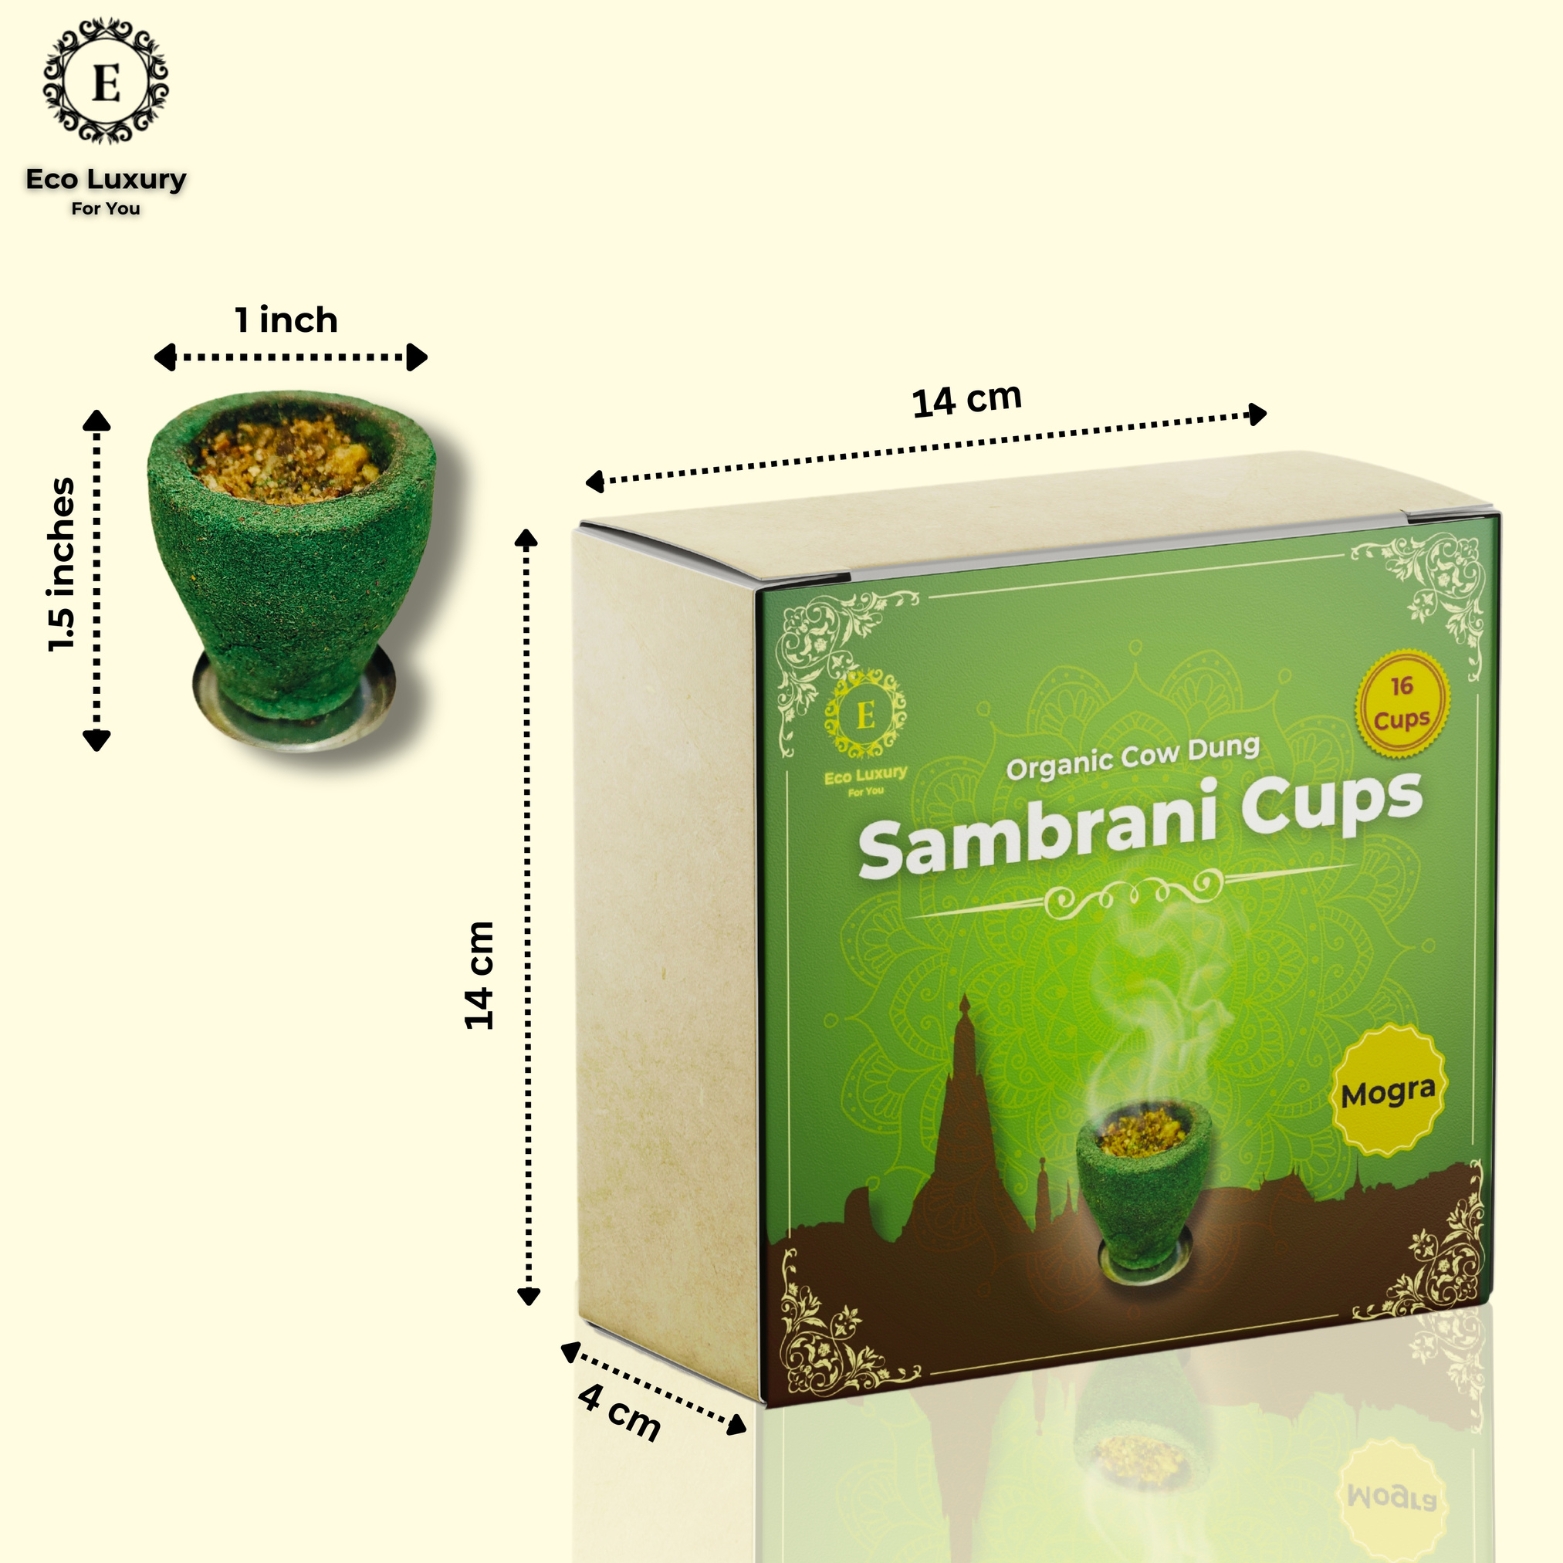 E
Eco Luxury
For You
1 inch
1.5 inches
14 cm
14 cm
4 cm
E
Eco Luxury
For You
16
Cups
Organic Cow Dung
Sambrani Cups
Mogra
Mogra